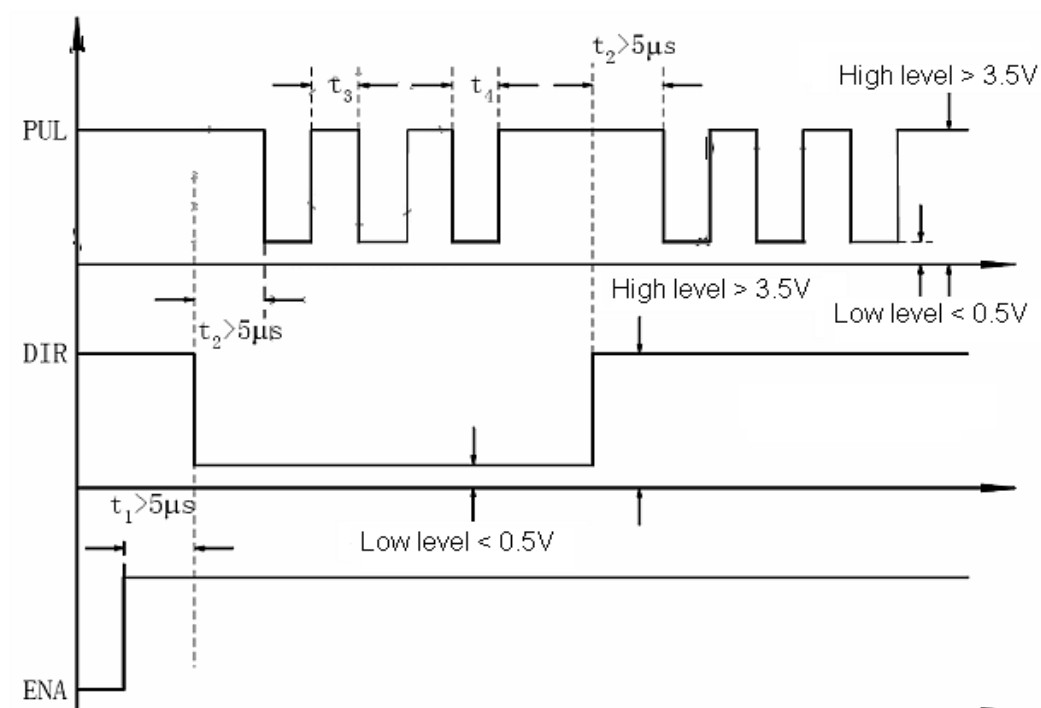 t₂>5µs
High level > 3.5V
t₃
t₄
PUL
High level > 3.5V
Low level < 0.5V
t₂>5µs
DIR
t₁>5µs
Low level < 0.5V
ENA